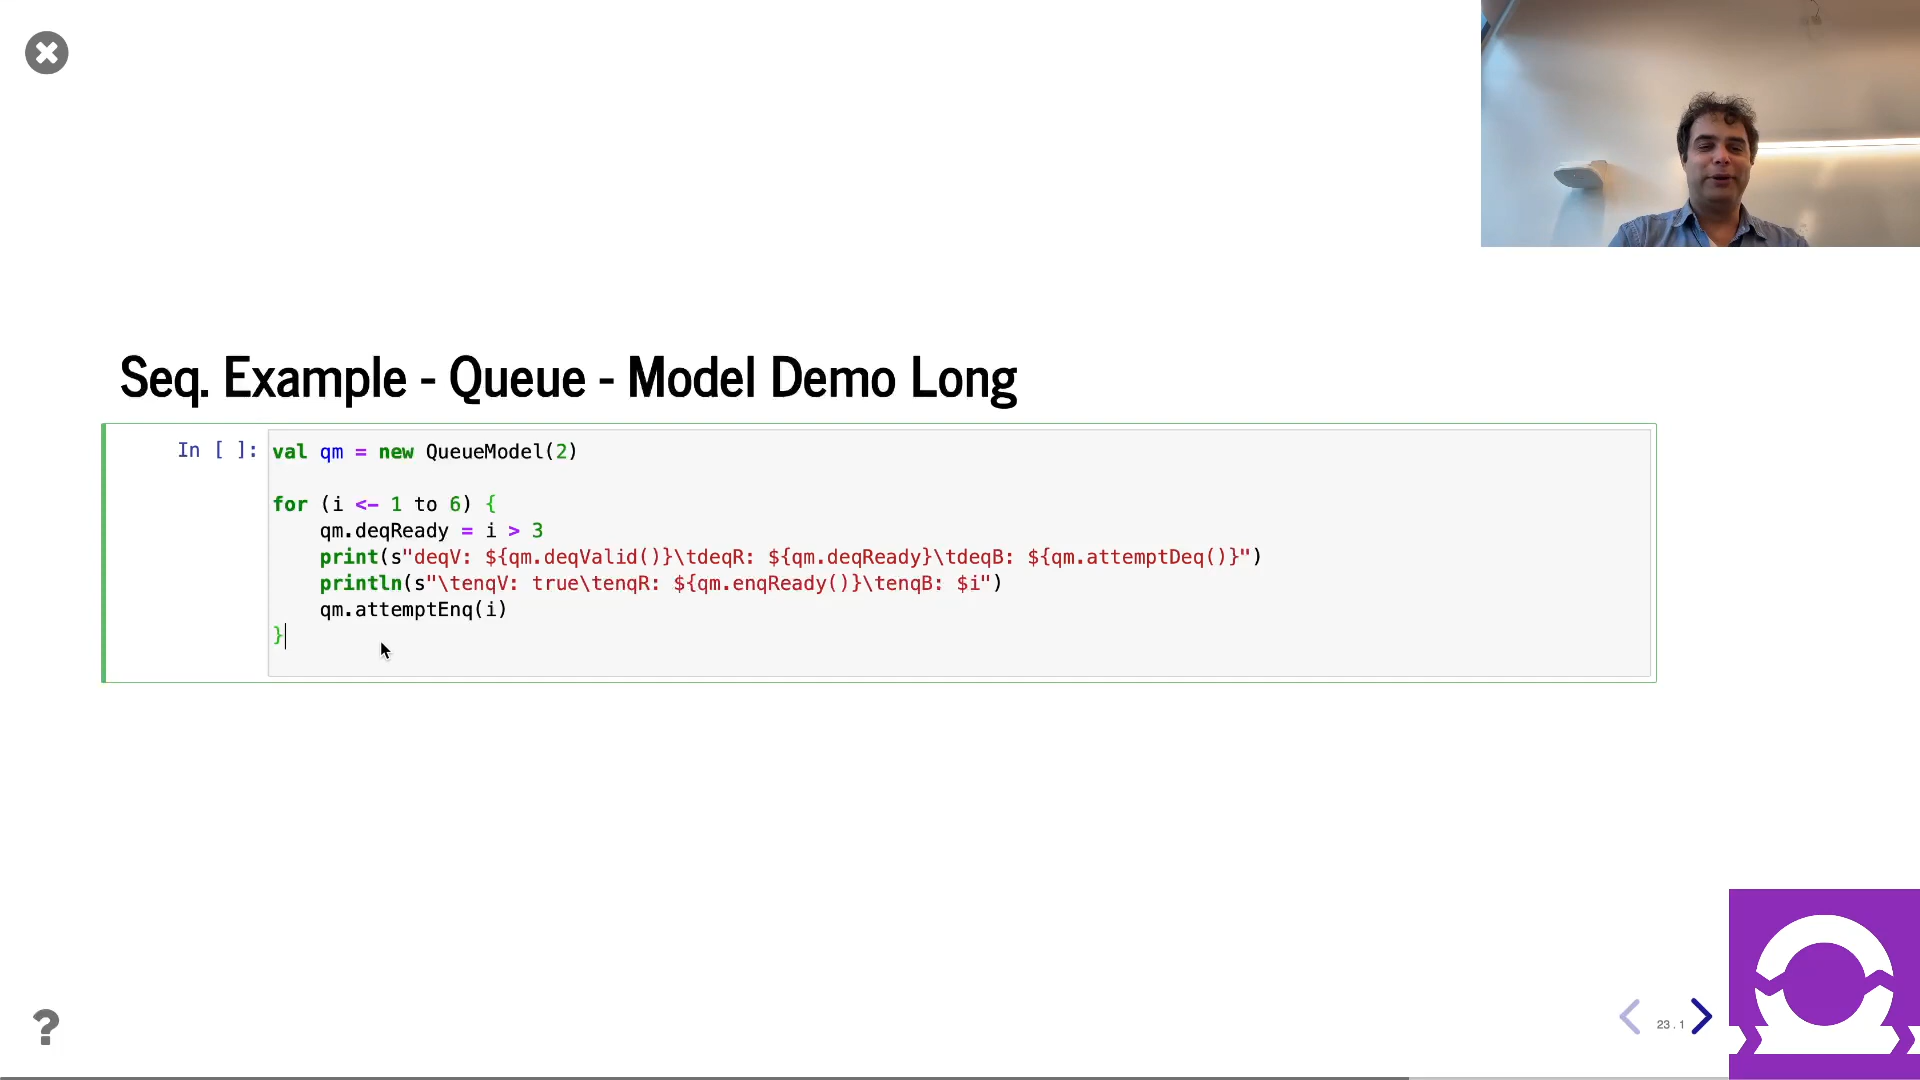 Seq. Example - Queue - Model Demo Long
In [ ]: val qm = new QueueModel(2)
for (i <- 1 to 6) {
    qm.deqReady = i > 3
    print(s"deqV: ${qm.deqValid()}\tdeqR: ${qm.deqReady}\tdeqB: ${qm.attemptDeq()}")
    println(s"\tenqV: true\tenqR: ${qm.enqReady()}\tenqB: $i")
    qm.attemptEnq(i)
}
?
23.1